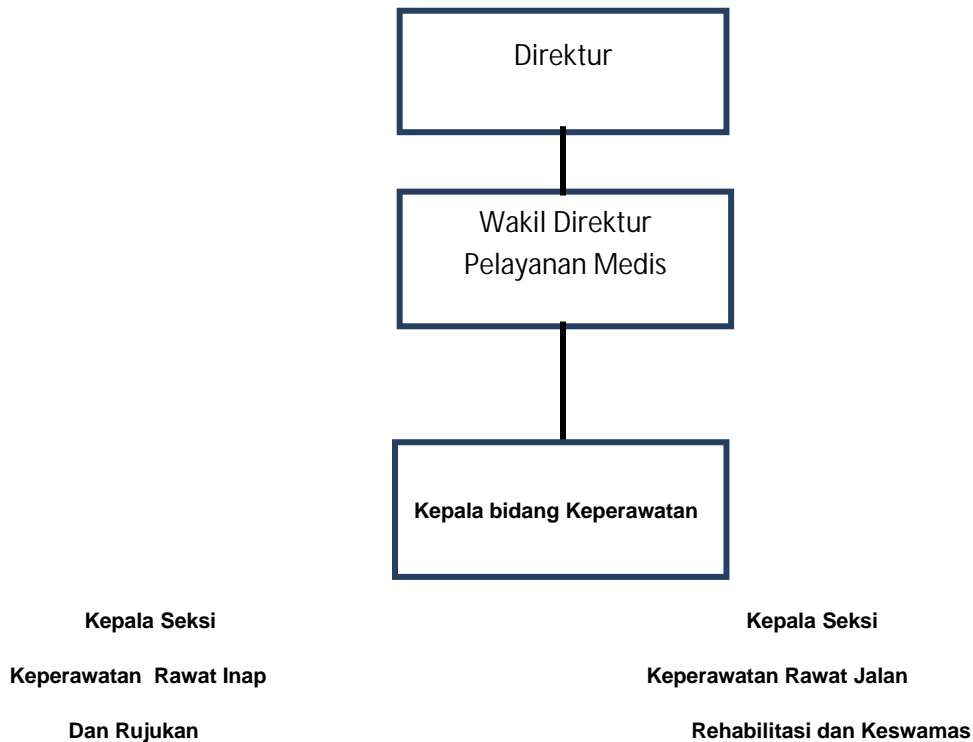 Direktur
Wakil Direktur
Pelayanan Medis
Kepala bidang Keperawatan
Kepala Seksi
Keperawatan Rawat Inap
Dan Rujukan
Kepala Seksi
Keperawatan Rawat Jalan
Rehabilitasi dan Keswamas